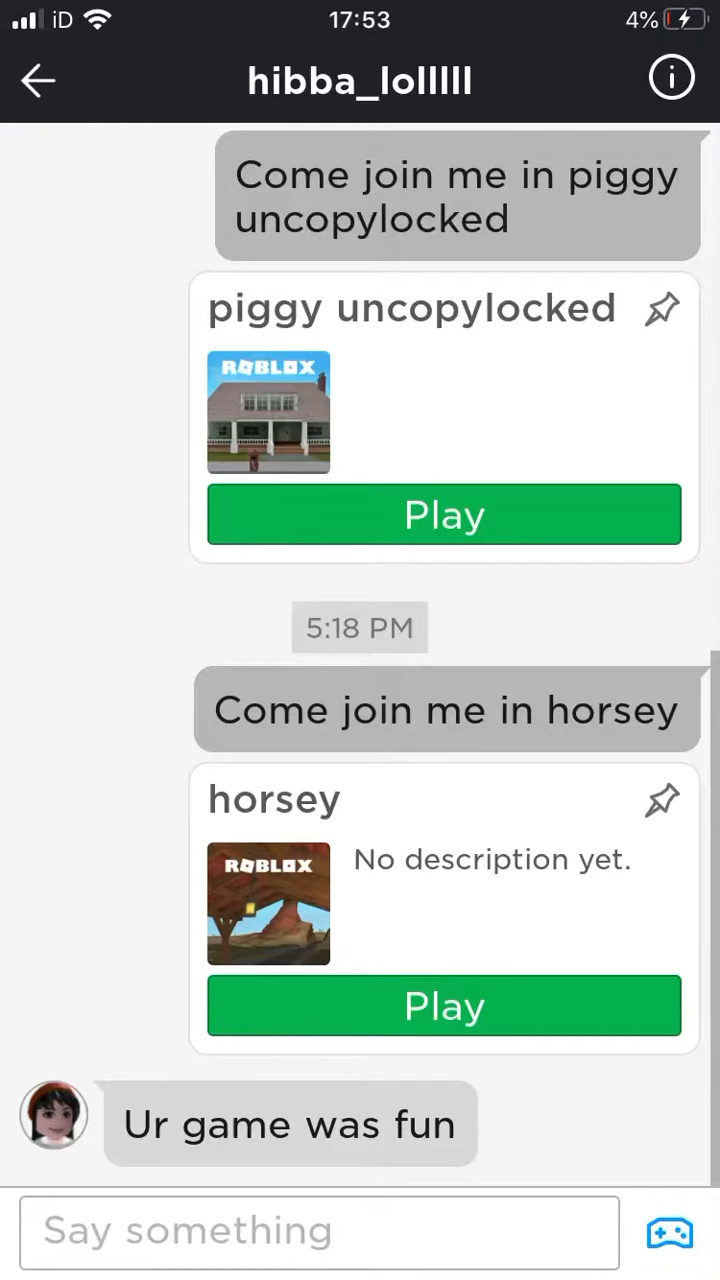 iD 17:53 4%
hibba_lolllll
Come join me in piggy
uncopylocked
piggy uncopylocked
ROBLOX
Play
5:18 PM
Come join me in horsey
horsey
ROBLOX
No description yet.
Play
Ur game was fun
Say something